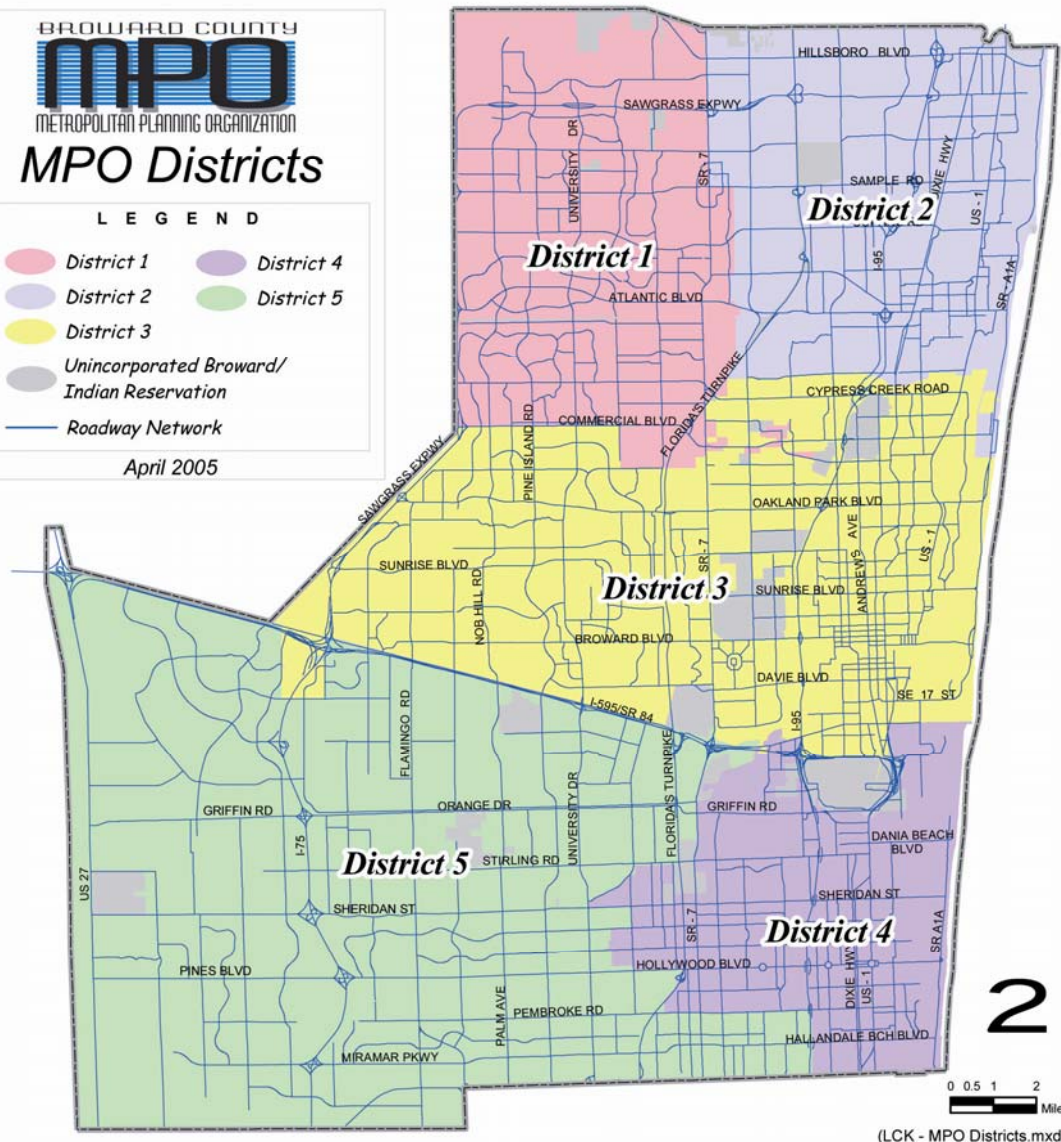 BROWARD COUNTY
MPO
METROPOLITAN PLANNING ORGANIZATION
MPO Districts
LEGEND
District 1
District 2
District 3
District 4
District 5
Unincorporated Broward/
Indian Reservation
Roadway Network
April 2005
HILLSBORO BLVD
SAWGRASS EXPWY
UNIVERSITY DR
SR - 7
DIXIE HWY
SAMPLE RD
US - 1
District 2
District 1
I-95
SR - A1A
ATLANTIC BLVD
FLORIDA'S TURNPIKE
CYPRESS CREEK ROAD
COMMERCIAL BLVD
PINE ISLAND RD
SAWGRASS EXPWY
OAKLAND PARK BLVD
ANDREWS AVE
US - 1
SR - 7
SUNRISE BLVD
NOB HILL RD
District 3
SUNRISE BLVD
BROWARD BLVD
DAVIE BLVD
SE 17 ST
I-595/SR 84
I-95
FLAMINGO RD
UNIVERSITY DR
FLORIDA'S TURNPIKE
GRIFFIN RD
ORANGE DR
GRIFFIN RD
I-75
DANIA BEACH
BLVD
District 5
STIRLING RD
US 27
SHERIDAN ST
SHERIDAN ST
SR - 7
District 4
SR A1A
HOLLYWOOD BLVD
PINES BLVD
DIXIE HWY
US - 1
PALM AVE
PEMBROKE RD
HALLANDALE BCH BLVD
MIRAMAR PKWY
2
0 0.5 1 2
(LCK - MPO Districts.mxd